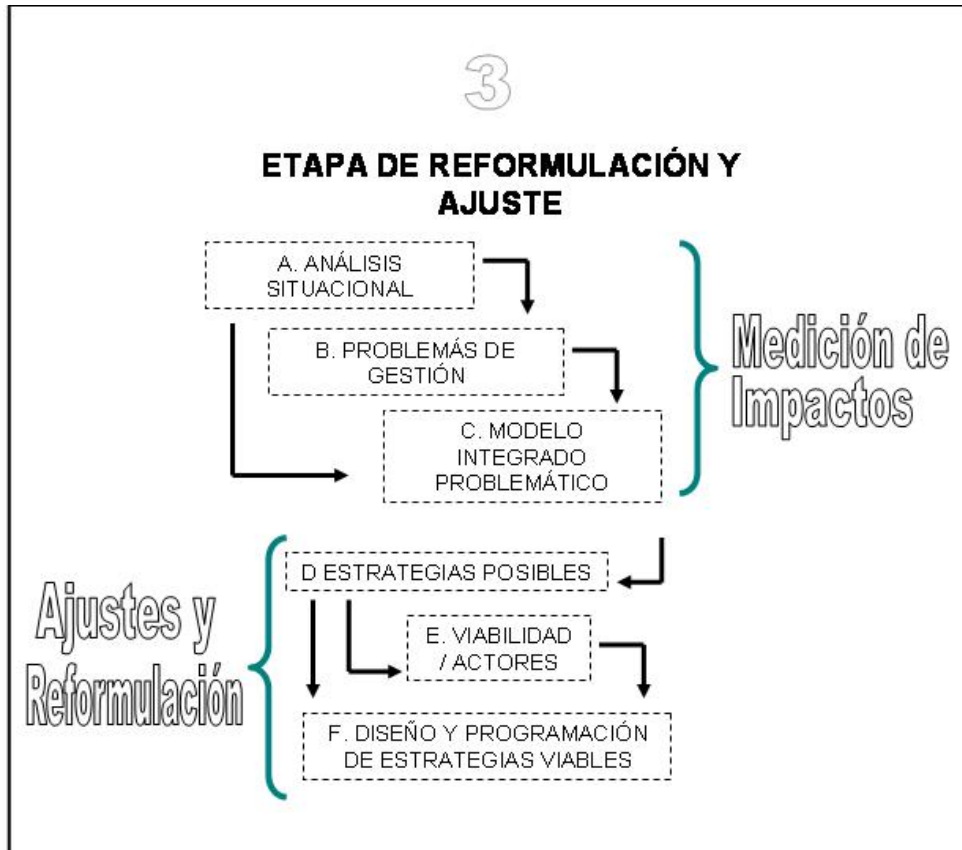 3
ETAPA DE REFORMULACIÓN Y
AJUSTE
A. ANÁLISIS
SITUACIONAL
B. PROBLEMÁS DE
GESTIÓN
C. MODELO
INTEGRADO
PROBLEMÁTICO
Medición de
Impactos
D ESTRATEGIAS POSIBLES
E. VIABILIDAD
/ ACTORES
F. DISEÑO Y PROGRAMACIÓN
DE ESTRATEGIAS VIABLES
Ajustes y
Reformulación